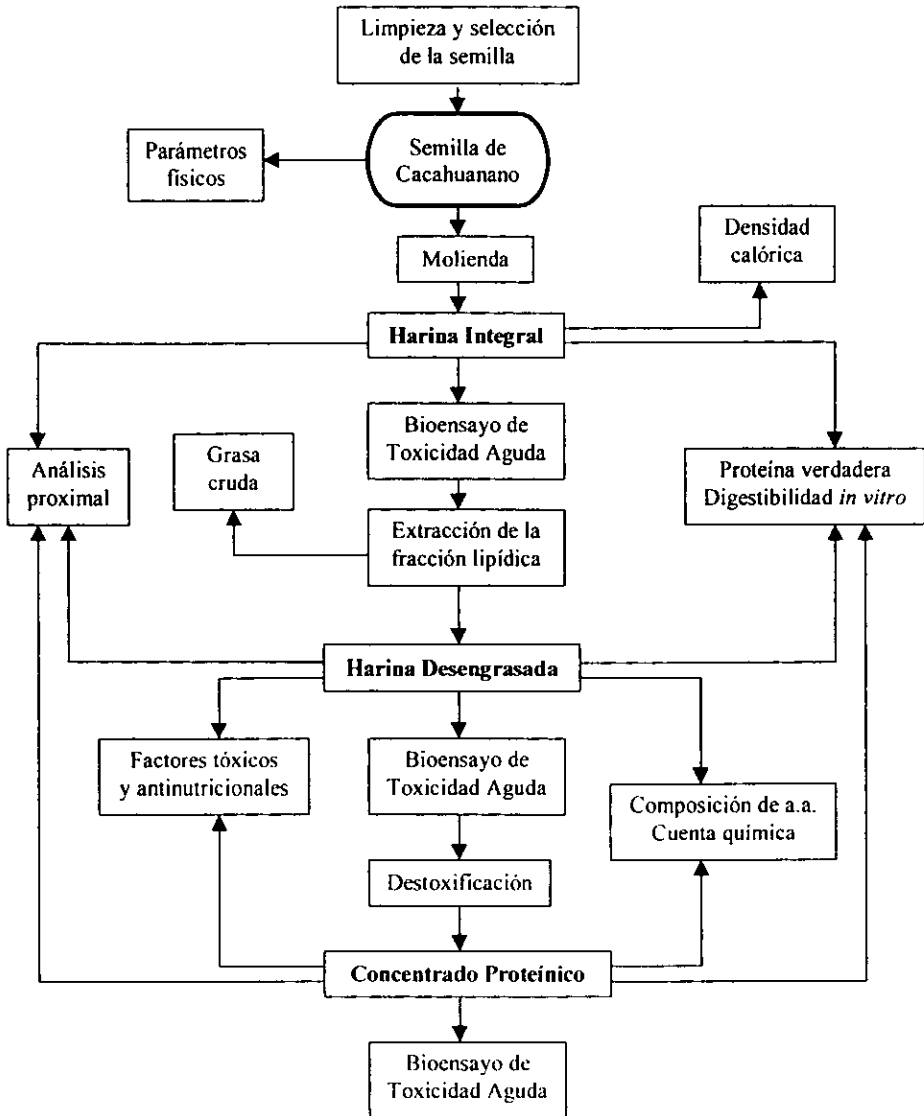 Limpieza y selección
de la semilla
Parámetros
físicos
Semilla de
Cacahuanano
Densidad
calórica
Molienda
Harina Integral
Bioensayo de
Toxicidad Aguda
Grasa
cruda
Análisis
proximal
Proteína verdadera
Digestibilidad in vitro
Extracción de la
fracción lipídica
Harina Desengrasada
Factores tóxicos
y antinutricionales
Bioensayo de
Toxicidad Aguda
Composición de a.a.
Cuenta química
Destoxificación
Concentrado Proteínico
Bioensayo de
Toxicidad Aguda